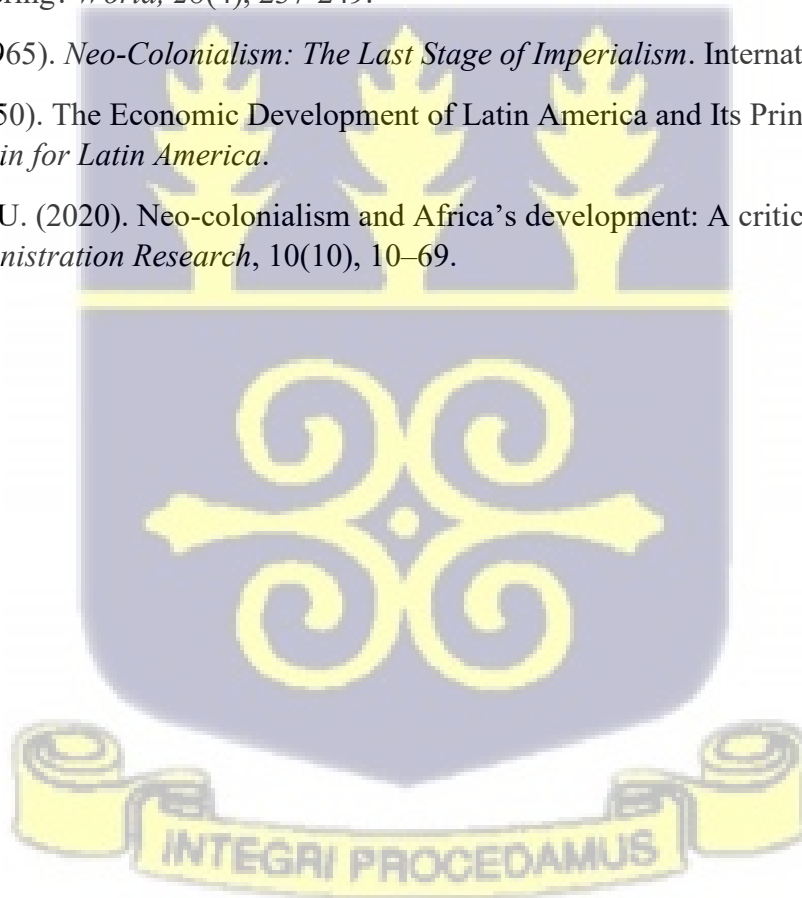 World, 28(4), 237-249.
965). Neo-Colonialism: The Last Stage of Imperialism. Internat
50). The Economic Development of Latin America and Its Prin
in for Latin America.
U. (2020). Neo-colonialism and Africa’s development: A critic
nistration Research, 10(10), 10–69.
INTEGRI PROCEDAMUS